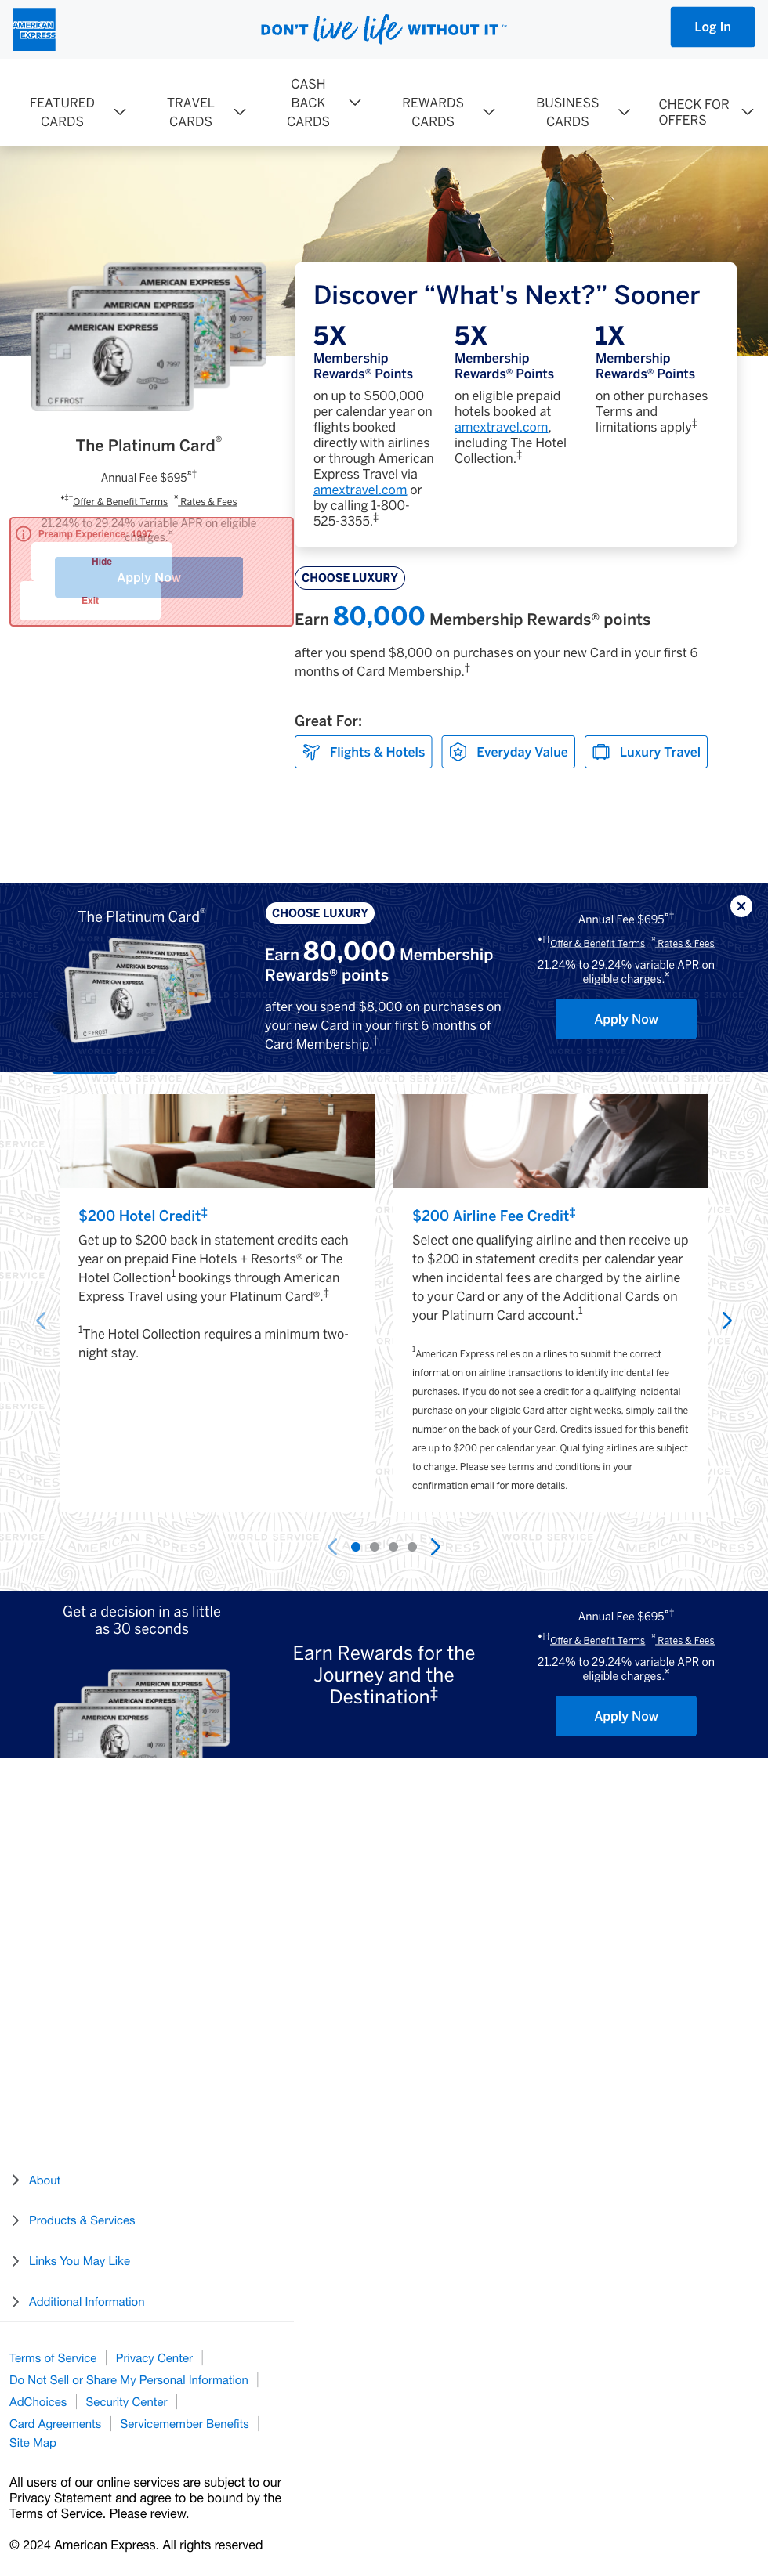 AMERICAN EXPRESS
DON'T live life WITHOUT IT™
Log In
FEATURED CARDS
TRAVEL CARDS
CASH BACK CARDS
REWARDS CARDS
BUSINESS CARDS
CHECK FOR OFFERS
AMERICAN EXPRESS
AMERICAN EXPRESS
AMERICAN EXPRESS
7997
7997
7997
C F FROST
The Platinum Card®
Annual Fee $695¤†
♦‡†Offer & Benefit Terms ¤Rates & Fees
21.24% to 29.24% variable APR on eligible
charges.¤
Preamp Experience: 1097
Hide
Apply Now
Exit
Discover “What's Next?” Sooner
5X
Membership
Rewards® Points
on up to $500,000
per calendar year on
flights booked
directly with airlines
or through American
Express Travel via
amextravel.com or
by calling 1-800-
525-3355.‡
5X
Membership
Rewards® Points
on eligible prepaid
hotels booked at
amextravel.com,
including The Hotel
Collection.‡
1X
Membership
Rewards® Points
on other purchases
Terms and
limitations apply‡
CHOOSE LUXURY
Earn 80,000 Membership Rewards® points
after you spend $8,000 on purchases on your new Card in your first 6
months of Card Membership.†
Great For:
Flights & Hotels
Everyday Value
Luxury Travel
The Platinum Card®
C F FROST
CHOOSE LUXURY
Earn 80,000 Membership
Rewards® points
after you spend $8,000 on purchases on
your new Card in your first 6 months of
Card Membership.†
Annual Fee $695¤†
♦‡†Offer & Benefit Terms ¤Rates & Fees
21.24% to 29.24% variable APR on
eligible charges.¤
Apply Now
$200 Hotel Credit‡
Get up to $200 back in statement credits each
year on prepaid Fine Hotels + Resorts® or The
Hotel Collection1 bookings through American
Express Travel using your Platinum Card®.‡
1The Hotel Collection requires a minimum two-
night stay.
$200 Airline Fee Credit‡
Select one qualifying airline and then receive up
to $200 in statement credits per calendar year
when incidental fees are charged by the airline
to your Card or any of the Additional Cards on
your Platinum Card account.1
1American Express relies on airlines to submit the correct
information on airline transactions to identify incidental fee
purchases. If you do not see a credit for a qualifying incidental
purchase on your eligible Card after eight weeks, simply call the
number on the back of your Card. Credits issued for this benefit
are up to $200 per calendar year. Qualifying airlines are subject
to change. Please see terms and conditions in your
confirmation email for more details.
Get a decision in as little
as 30 seconds
AMERICAN EXPRESS
AMERICAN EXPRESS
AMERICAN EXPRESS
7997
7997
7997
Earn Rewards for the
Journey and the
Destination‡
Annual Fee $695¤†
♦‡†Offer & Benefit Terms ¤Rates & Fees
21.24% to 29.24% variable APR on
eligible charges.¤
Apply Now
About
Products & Services
Links You May Like
Additional Information
Terms of Service
Privacy Center
Do Not Sell or Share My Personal Information
AdChoices
Security Center
Card Agreements
Servicemember Benefits
Site Map
All users of our online services are subject to our
Privacy Statement and agree to be bound by the
Terms of Service. Please review.
© 2024 American Express. All rights reserved